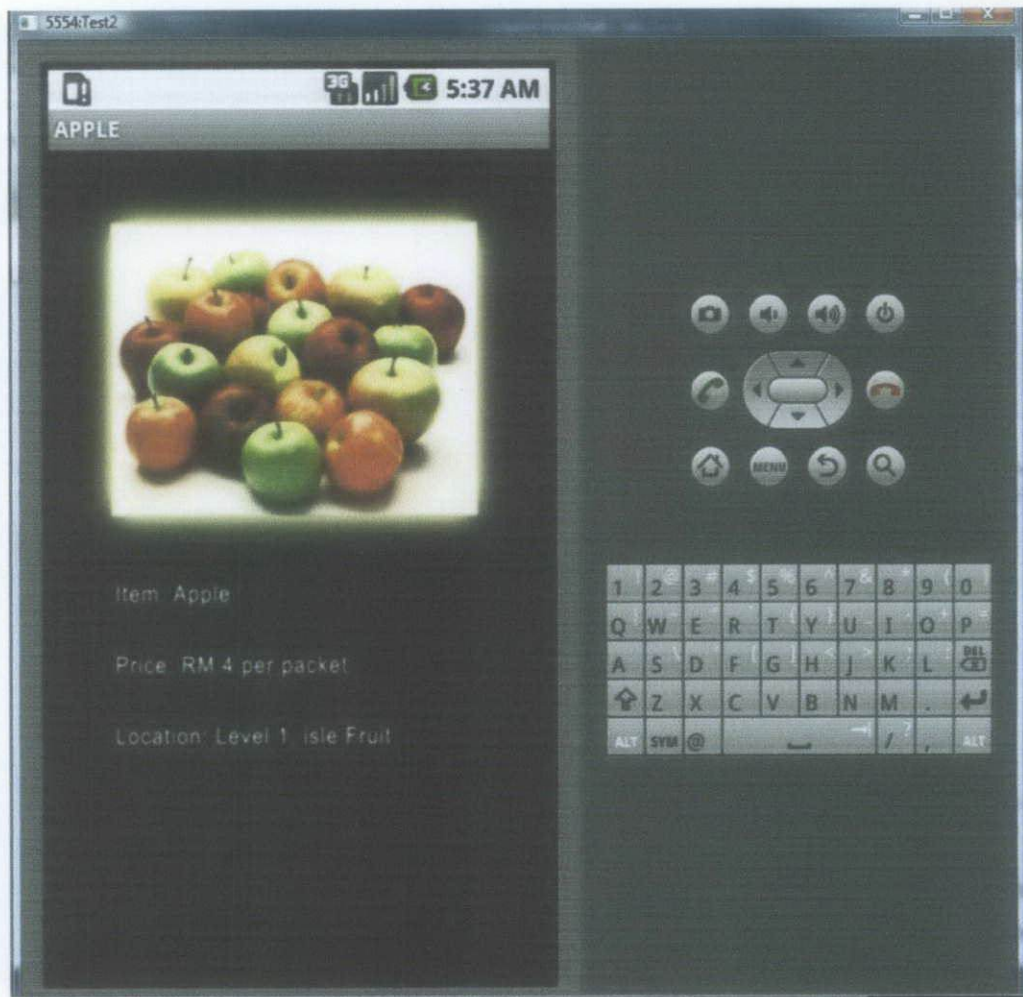 5554:Test2
3G 5:37 AM
APPLE
Item: Apple
Price: RM 4 per packet
Location: Level 1, isle Fruit
MENU
1 2 3 4 5 6 7 8 9 0
Q W E R T Y U I O P
A S D F G H J K L DEL
Z X C V B N M .
ALT SYM @ / ? , ALT